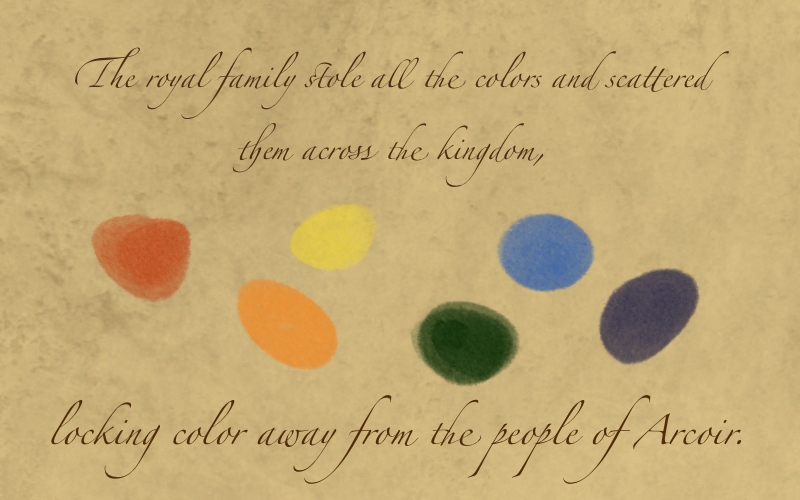 The royal family stole all the colors and scattered
them across the kingdom,
locking color away from the people of Arcoir.